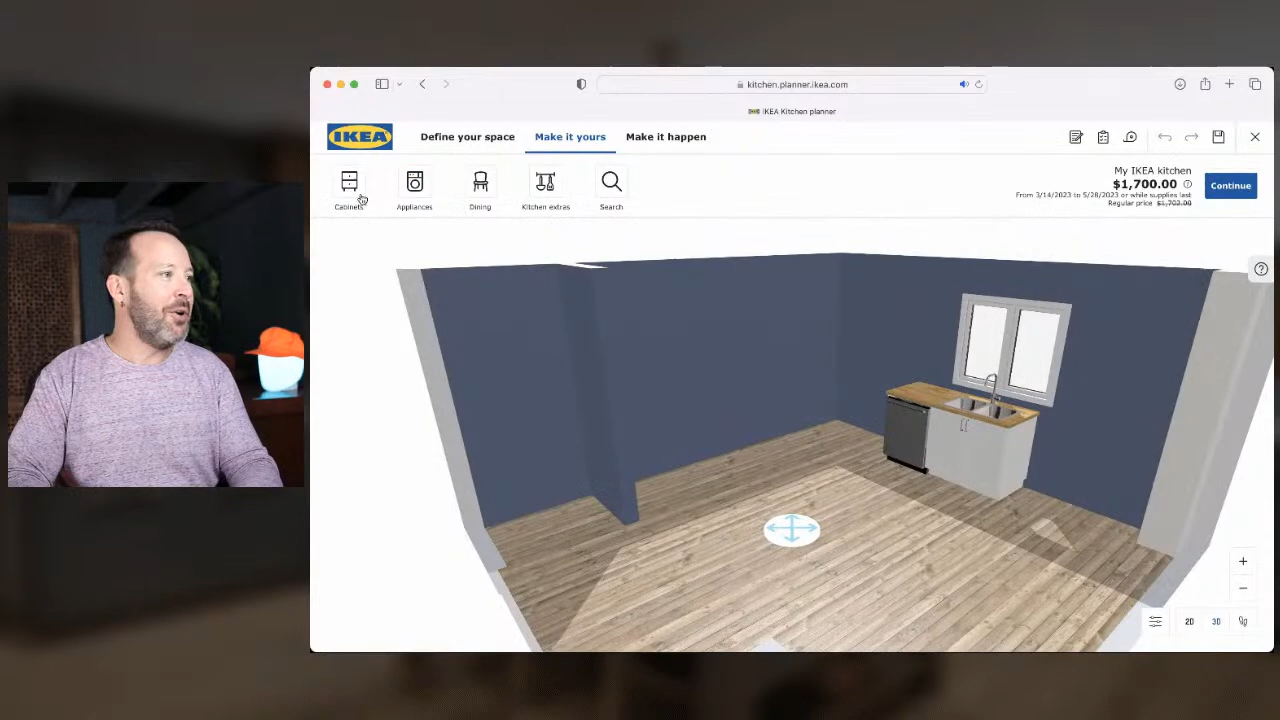 kitchen.planner.ikea.com
IKEA Kitchen planner
IKEA
Define your space
Make it yours
Make it happen
Cabinets
Appliances
Dining
Kitchen extras
Search
My IKEA kitchen
$1,700.00
From 3/14/2023 to 5/28/2023 or while supplies last
Regular price $1,702.00
Continue
2D
3D